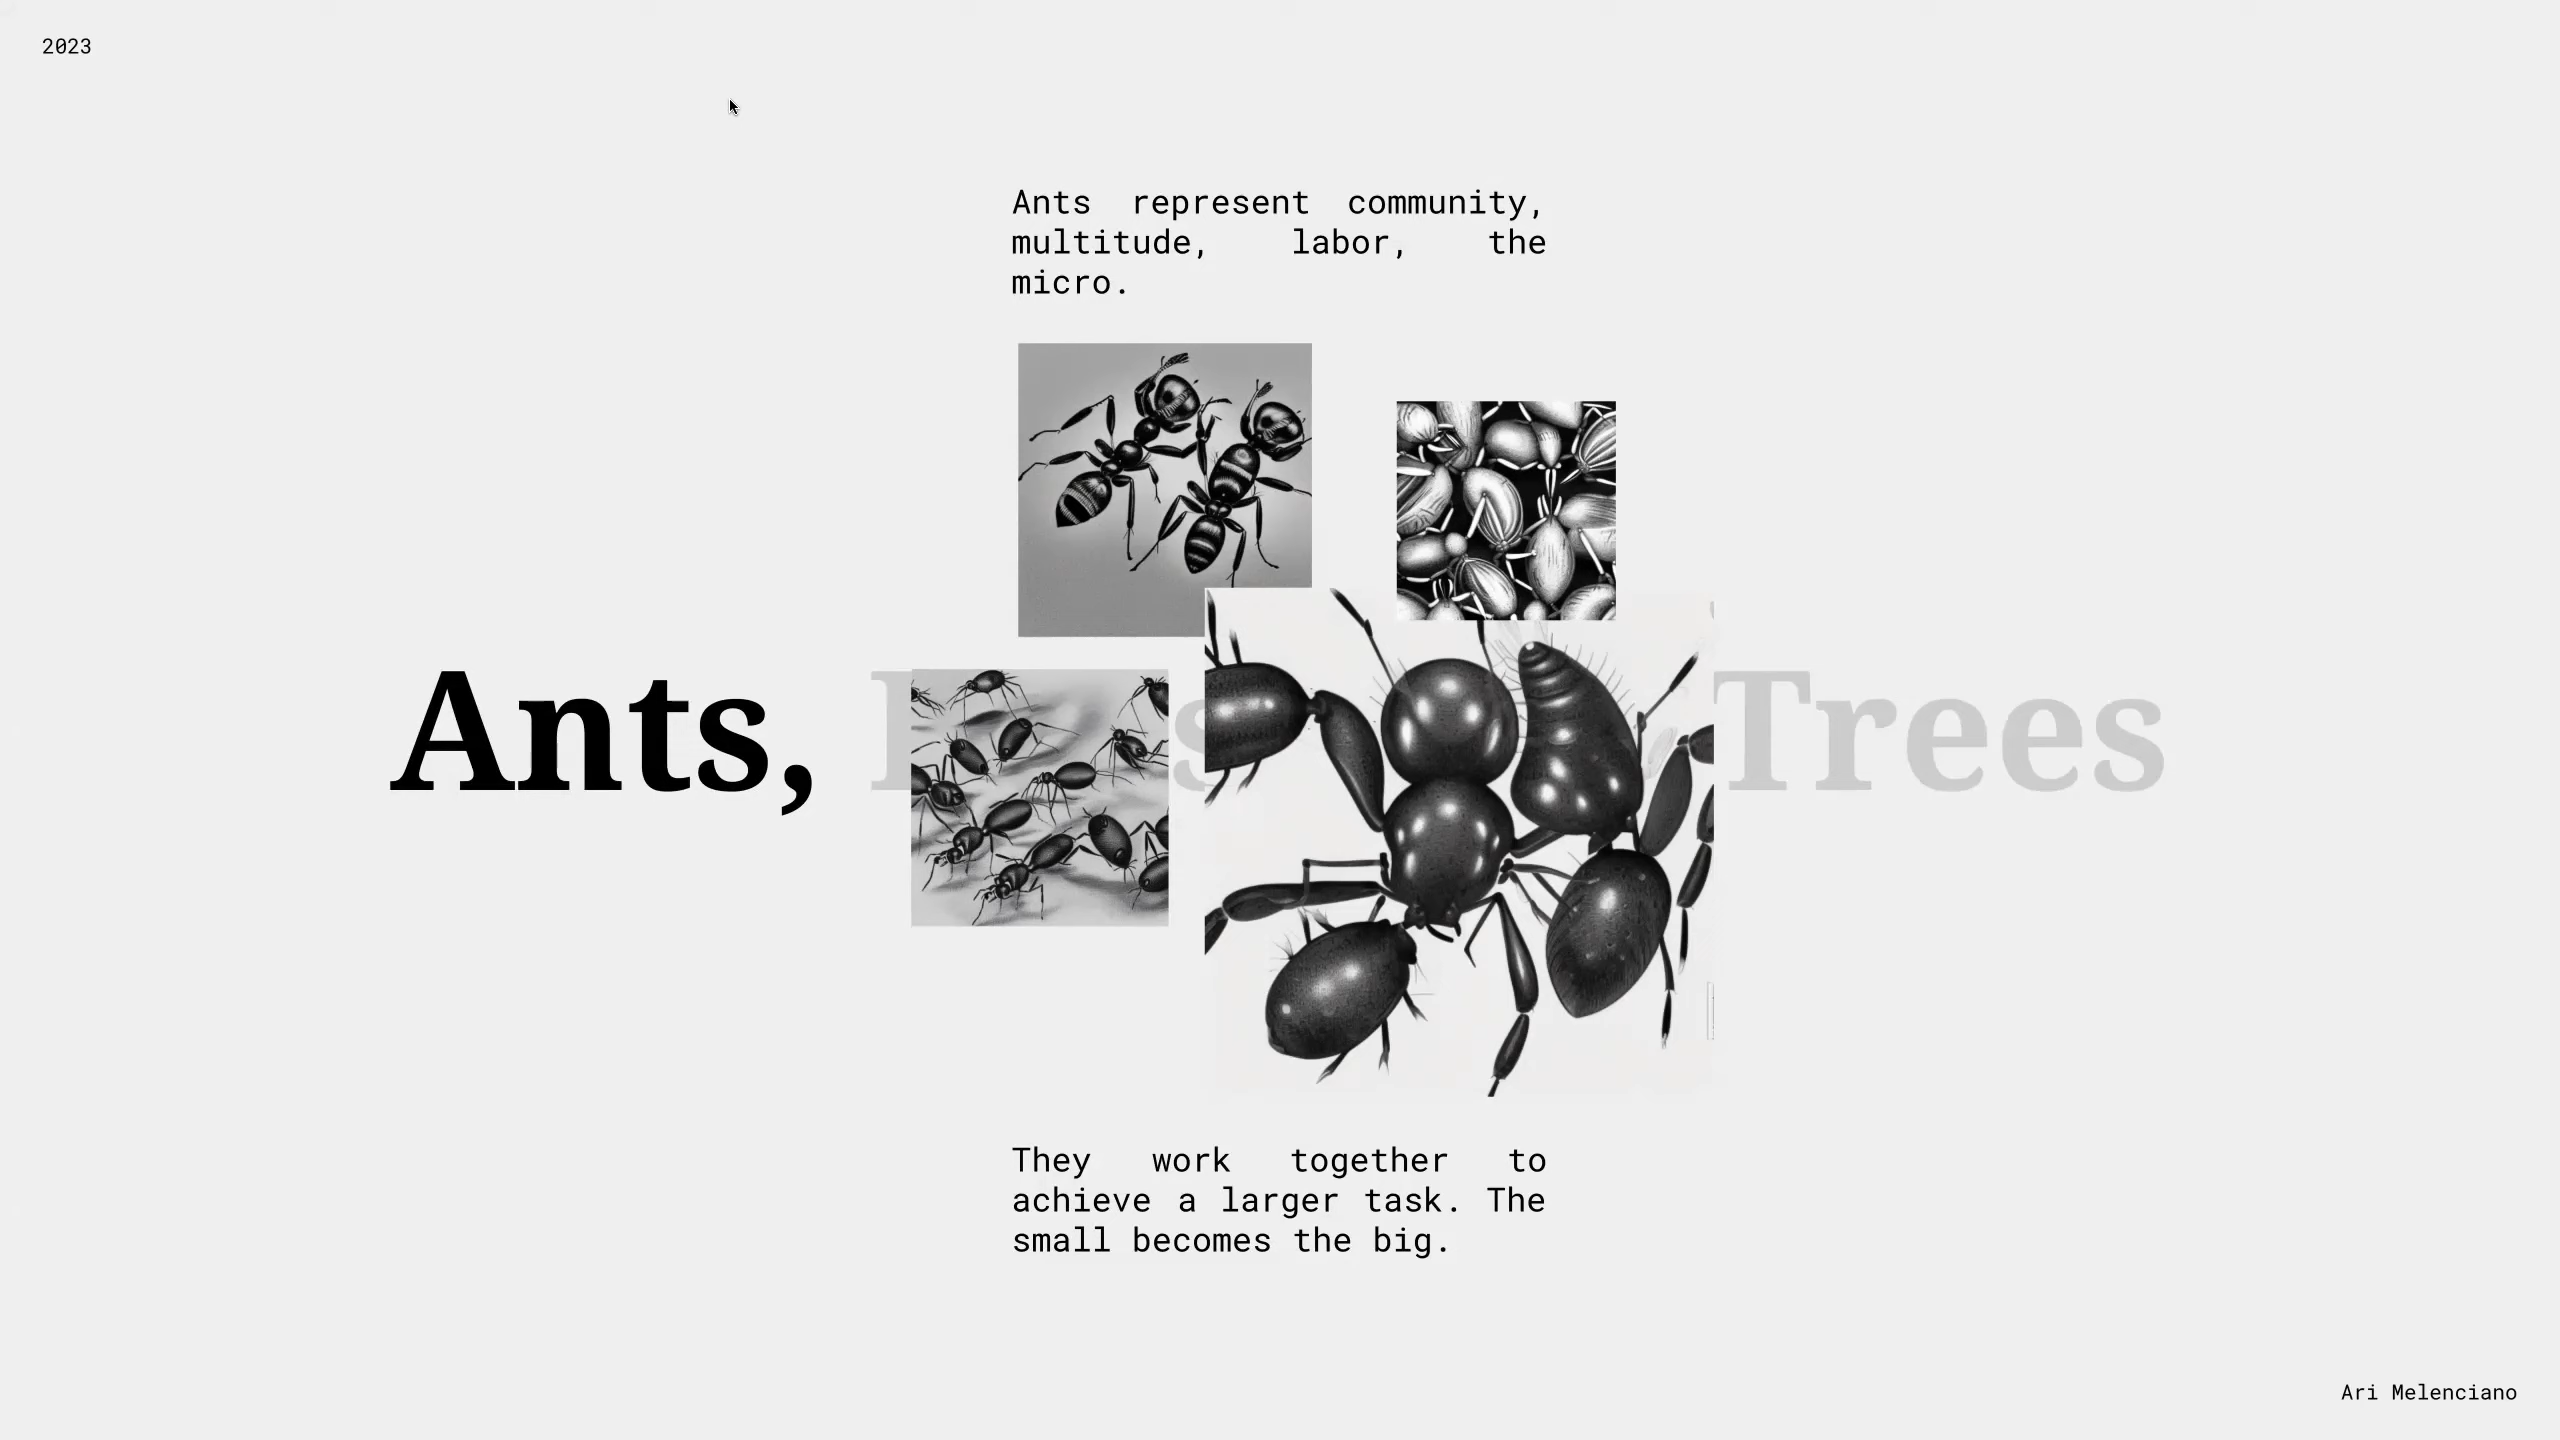 2023
Ants represent community,
multitude, labor, the
micro.
Ants, Trees
They work together to
achieve a larger task. The
small becomes the big.
Ari Melenciano